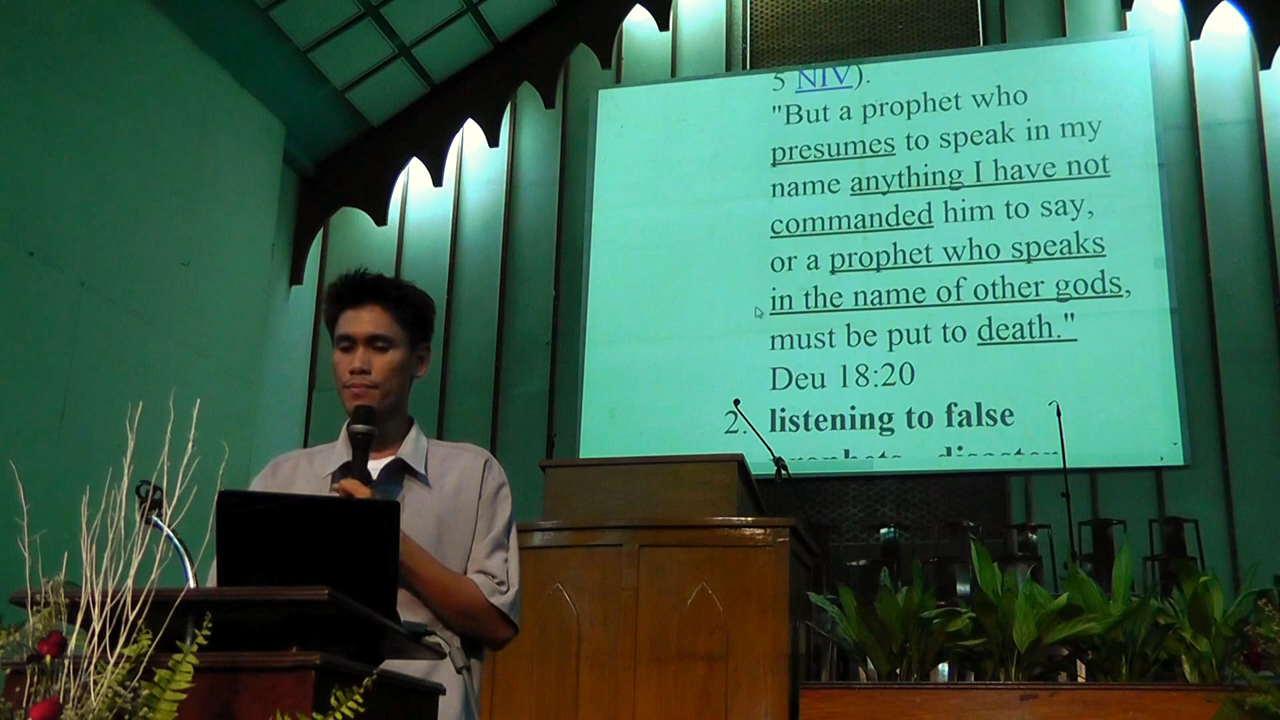 5 NIV).
"But a prophet who
presumes to speak in my
name anything I have not
commanded him to say,
or a prophet who speaks
in the name of other gods,
must be put to death."
Deu 18:20
2. listening to false
prophets - disaster